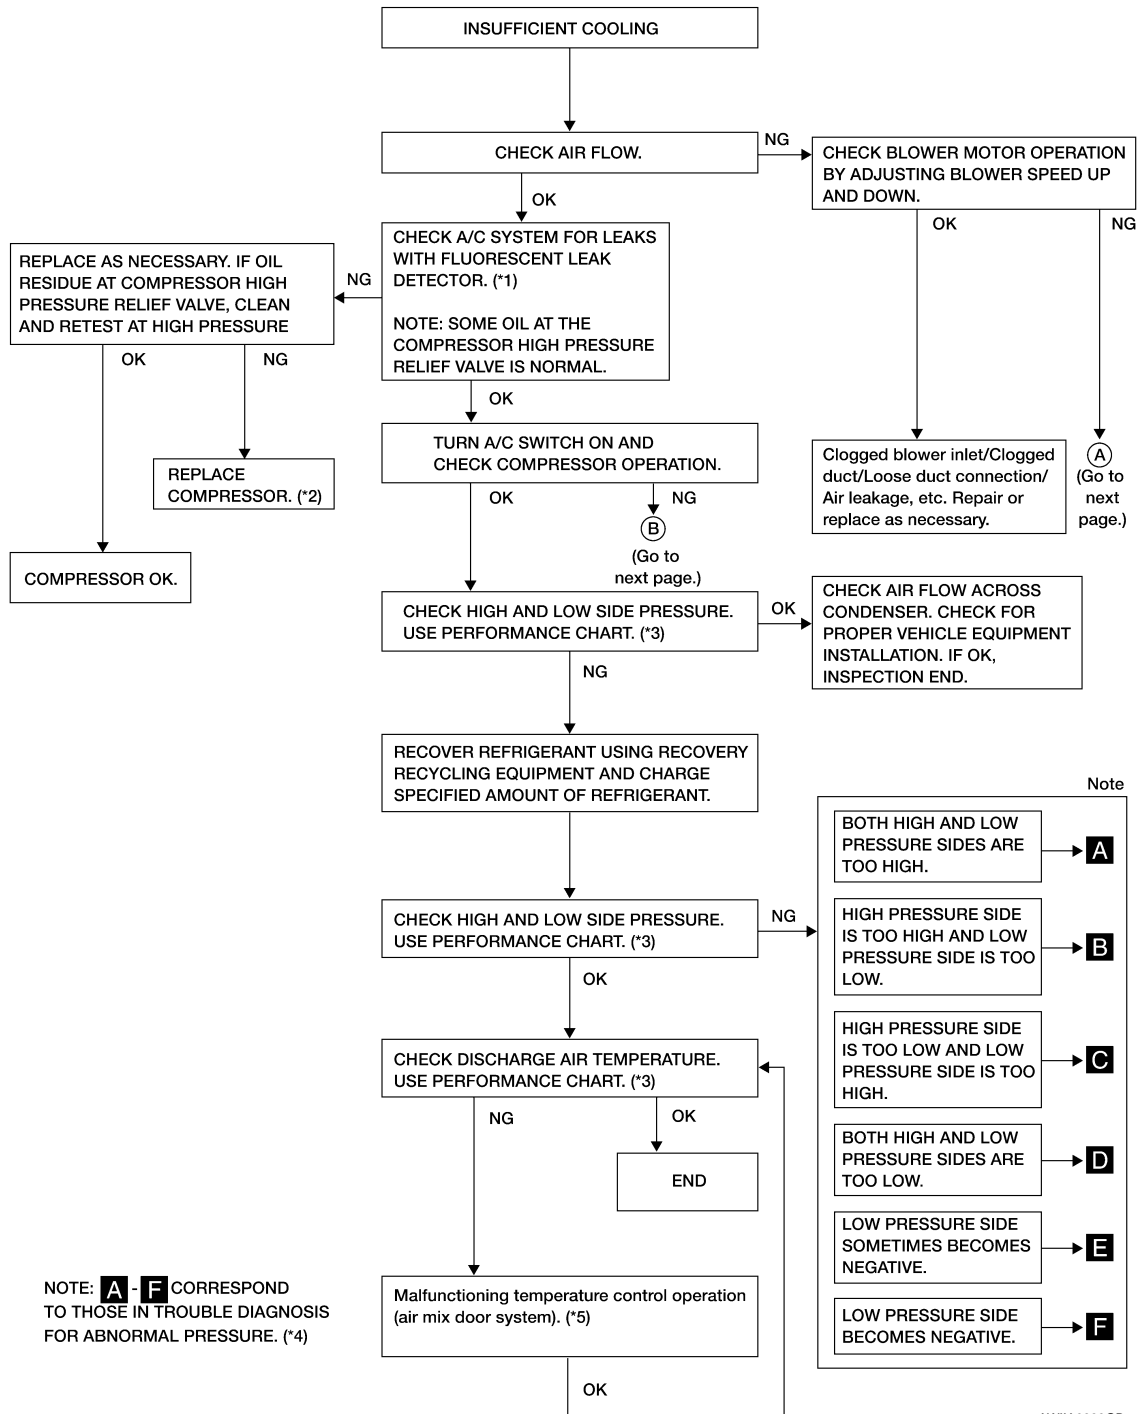 INSUFFICIENT COOLING
CHECK AIR FLOW.
NG
CHECK BLOWER MOTOR OPERATION
BY ADJUSTING BLOWER SPEED UP
AND DOWN.
OK
OK
NG
CHECK A/C SYSTEM FOR LEAKS
WITH FLUORESCENT LEAK
DETECTOR. (*1)
NOTE: SOME OIL AT THE
COMPRESSOR HIGH PRESSURE
RELIEF VALVE IS NORMAL.
NG
REPLACE AS NECESSARY. IF OIL
RESIDUE AT COMPRESSOR HIGH
PRESSURE RELIEF VALVE, CLEAN
AND RETEST AT HIGH PRESSURE
OK
NG
REPLACE
COMPRESSOR. (*2)
COMPRESSOR OK.
OK
TURN A/C SWITCH ON AND
CHECK COMPRESSOR OPERATION.
OK
NG
B
(Go to
next page.)
Clogged blower inlet/Clogged
duct/Loose duct connection/
Air leakage, etc. Repair or
replace as necessary.
A
(Go to
next
page.)
CHECK HIGH AND LOW SIDE PRESSURE.
USE PERFORMANCE CHART. (*3)
OK
CHECK AIR FLOW ACROSS
CONDENSER. CHECK FOR
PROPER VEHICLE EQUIPMENT
INSTALLATION. IF OK,
INSPECTION END.
NG
RECOVER REFRIGERANT USING RECOVERY
RECYCLING EQUIPMENT AND CHARGE
SPECIFIED AMOUNT OF REFRIGERANT.
CHECK HIGH AND LOW SIDE PRESSURE.
USE PERFORMANCE CHART. (*3)
NG
OK
Note
BOTH HIGH AND LOW
PRESSURE SIDES ARE
TOO HIGH.
A
HIGH PRESSURE SIDE
IS TOO HIGH AND LOW
PRESSURE SIDE IS TOO
LOW.
B
HIGH PRESSURE SIDE
IS TOO LOW AND LOW
PRESSURE SIDE IS TOO
HIGH.
C
BOTH HIGH AND LOW
PRESSURE SIDES ARE
TOO LOW.
D
LOW PRESSURE SIDE
SOMETIMES BECOMES
NEGATIVE.
E
LOW PRESSURE SIDE
BECOMES NEGATIVE.
F
CHECK DISCHARGE AIR TEMPERATURE.
USE PERFORMANCE CHART. (*3)
NG
OK
END
Malfunctioning temperature control operation
(air mix door system). (*5)
OK
NOTE: A - F CORRESPOND
TO THOSE IN TROUBLE DIAGNOSIS
FOR ABNORMAL PRESSURE. (*4)